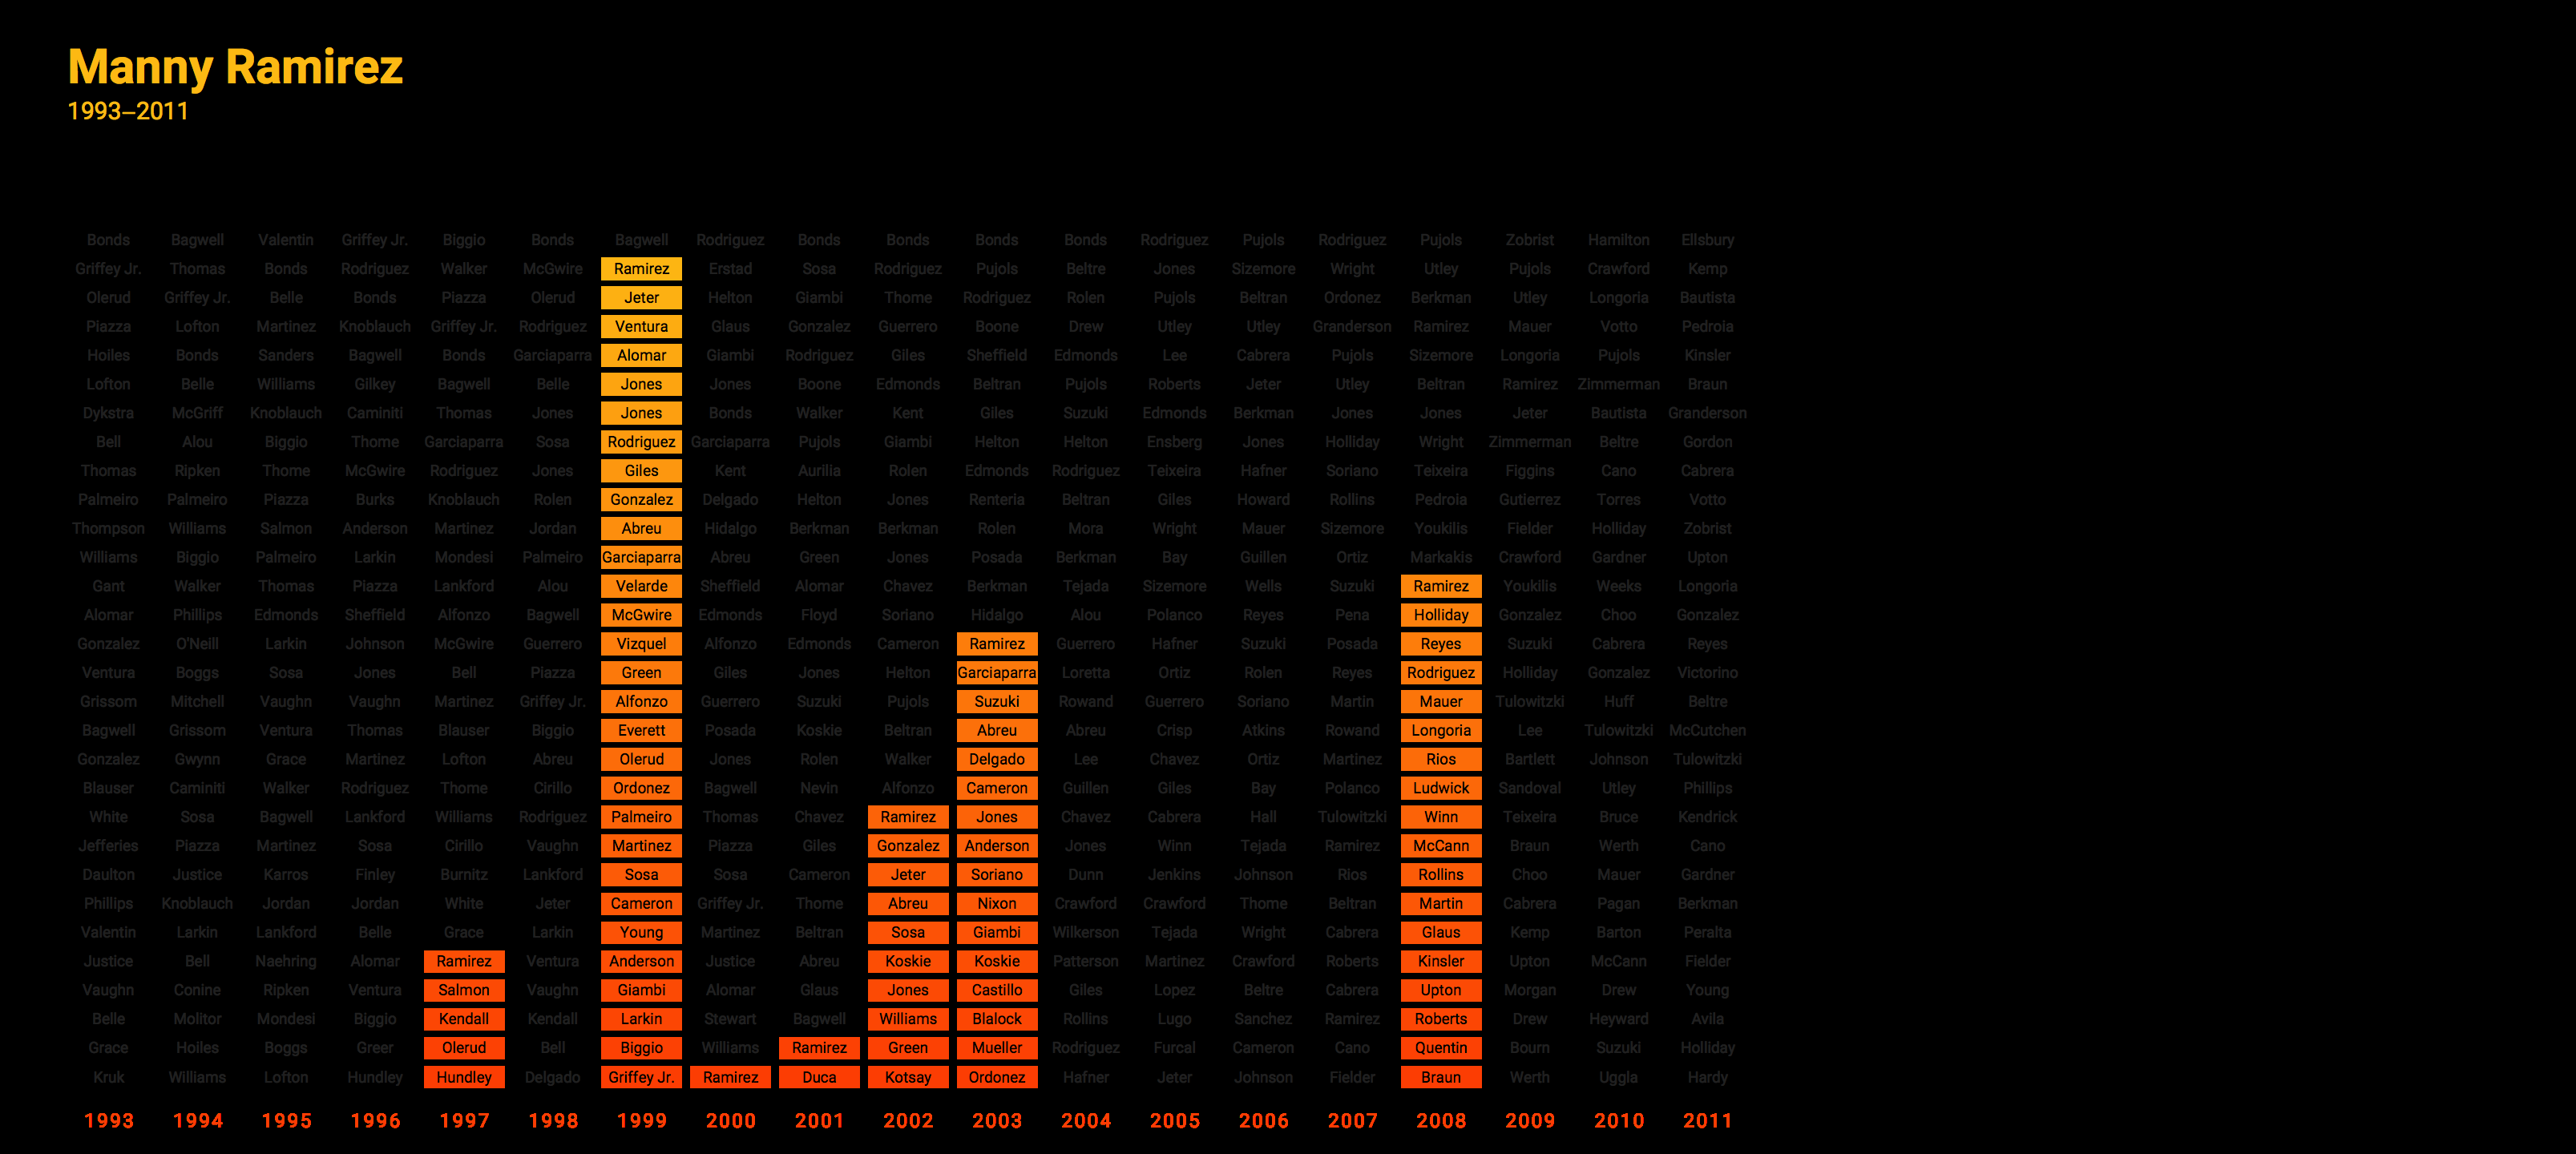 Manny Ramirez
1993–2011
Bonds Bagwell Valentin Griffey Jr. Biggio Bonds Bagwell Rodriguez Bonds Bonds Bonds Bonds Rodriguez Pujols Rodriguez Pujols Zobrist Hamilton Ellsbury
Griffey Jr. Thomas Bonds Rodriguez Walker McGwire Ramirez Erstad Sosa Rodriguez Pujols Beltre Jones Sizemore Wright Utley Pujols Crawford Kemp
Olerud Griffey Jr. Belle Bonds Piazza Olerud Jeter Helton Giambi Thome Rodriguez Rolen Pujols Beltran Ordonez Berkman Utley Longoria Bautista
Piazza Lofton Martinez Knoblauch Griffey Jr. Rodriguez Ventura Glaus Gonzalez Guerrero Boone Drew Utley Utley Granderson Ramirez Mauer Votto Pedroia
Hoiles Bonds Sanders Bagwell Bonds Garciaparra Alomar Giambi Rodriguez Giles Sheffield Edmonds Lee Cabrera Pujols Sizemore Longoria Pujols Kinsler
Lofton Belle Williams Gilkey Bagwell Belle Jones Jones Boone Edmonds Beltran Pujols Roberts Jeter Utley Beltran Ramirez Zimmerman Braun
Dykstra McGriff Knoblauch Caminiti Thomas Jones Jones Bonds Walker Kent Giles Suzuki Edmonds Berkman Jones Jones Jeter Bautista Granderson
Bell Alou Biggio Thome Garciaparra Sosa Rodriguez Garciaparra Pujols Giambi Helton Helton Ensberg Jones Holliday Wright Zimmerman Beltre Gordon
Thomas Ripken Thome McGwire Rodriguez Jones Giles Kent Aurilia Rolen Edmonds Rodriguez Teixeira Hafner Soriano Teixeira Figgins Cano Cabrera
Palmeiro Palmeiro Piazza Burks Knoblauch Rolen Gonzalez Delgado Helton Jones Renteria Beltran Giles Howard Rollins Pedroia Gutierrez Torres Votto
Thompson Williams Salmon Anderson Martinez Jordan Abreu Hidalgo Berkman Berkman Rolen Mora Wright Mauer Sizemore Youkilis Fielder Holliday Zobrist
Williams Biggio Palmeiro Larkin Mondesi Palmeiro Garciaparra Abreu Green Jones Posada Berkman Bay Guillen Ortiz Markakis Crawford Gardner Upton
Gant Walker Thomas Piazza Lankford Alou Velarde Sheffield Alomar Chavez Berkman Tejada Sizemore Wells Suzuki Ramirez Youkilis Weeks Longoria
Alomar Phillips Edmonds Sheffield Alfonzo Bagwell McGwire Edmonds Floyd Soriano Hidalgo Alou Polanco Reyes Pena Holliday Gonzalez Choo Gonzalez
Gonzalez O'Neill Larkin Johnson McGwire Guerrero Vizquel Alfonzo Edmonds Cameron Ramirez Guerrero Hafner Suzuki Posada Reyes Suzuki Cabrera Reyes
Ventura Boggs Sosa Jones Bell Piazza Green Giles Jones Helton Garciaparra Loretta Ortiz Rolen Reyes Rodriguez Holliday Gonzalez Victorino
Grissom Mitchell Vaughn Vaughn Martinez Griffey Jr. Alfonzo Guerrero Suzuki Pujols Suzuki Rowand Guerrero Soriano Martin Mauer Tulowitzki Huff Beltre
Bagwell Grissom Ventura Thomas Blauser Biggio Everett Posada Koskie Beltran Abreu Abreu Crisp Atkins Rowand Longoria Lee Tulowitzki McCutchen
Gonzalez Gwynn Grace Martinez Lofton Abreu Olerud Jones Rolen Walker Delgado Lee Chavez Ortiz Martinez Rios Bartlett Johnson Tulowitzki
Blauser Caminiti Walker Rodriguez Thome Cirillo Ordonez Bagwell Nevin Alfonzo Cameron Guillen Giles Bay Polanco Ludwick Sandoval Utley Phillips
White Sosa Bagwell Lankford Williams Rodriguez Palmeiro Thomas Chavez Ramirez Jones Chavez Cabrera Hall Tulowitzki Winn Teixeira Bruce Kendrick
Jefferies Piazza Martinez Sosa Cirillo Vaughn Martinez Piazza Giles Gonzalez Anderson Jones Winn Tejada Ramirez McCann Braun Werth Cano
Daulton Justice Karros Finley Burnitz Lankford Sosa Sosa Cameron Jeter Soriano Dunn Jenkins Johnson Rios Rollins Choo Mauer Gardner
Phillips Knoblauch Jordan Jordan White Jeter Cameron Griffey Jr. Thome Abreu Nixon Crawford Crawford Thome Beltran Martin Cabrera Pagan Berkman
Valentin Larkin Lankford Belle Grace Larkin Young Martinez Beltran Sosa Giambi Wilkerson Tejada Wright Cabrera Glaus Kemp Barton Peralta
Justice Bell Naehring Alomar Ramirez Ventura Anderson Justice Abreu Koskie Koskie Patterson Martinez Crawford Roberts Kinsler Upton McCann Fielder
Vaughn Conine Ripken Ventura Salmon Vaughn Giambi Alomar Glaus Jones Castillo Giles Lopez Beltre Cabrera Upton Morgan Drew Young
Belle Molitor Mondesi Biggio Kendall Kendall Larkin Stewart Bagwell Williams Blalock Rollins Lugo Sanchez Ramirez Roberts Drew Heyward Avila
Grace Hoiles Boggs Greer Olerud Bell Biggio Williams Ramirez Green Mueller Rodriguez Furcal Cameron Cano Quentin Bourn Suzuki Holliday
Kruk Williams Lofton Hundley Hundley Delgado Griffey Jr. Ramirez Duca Kotsay Ordonez Hafner Jeter Johnson Fielder Braun Werth Uggla Hardy
1993 1994 1995 1996 1997 1998 1999 2000 2001 2002 2003 2004 2005 2006 2007 2008 2009 2010 2011